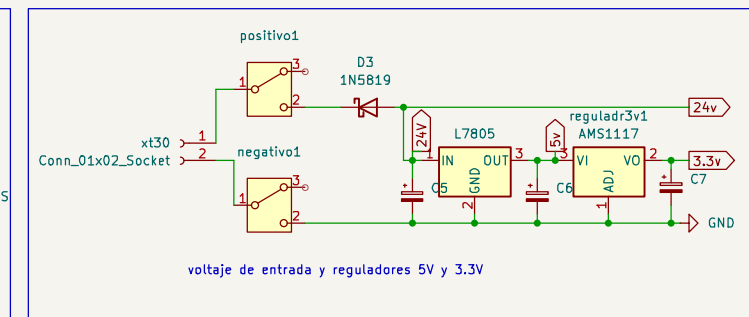 positivo1
3
1
2
D3
1N5819
24v
xt30
1
Conn_01x02_Socket
2
negativo1
3
1
2
24V
1
L7805
IN
OUT
3
GND
2
5v
reguladr3v1
AMS1117
3
VI
VO
2
ADJ
1
3.3v
+
C5
+
C6
+
C7
GND
S
voltaje de entrada y reguladores 5V y 3.3V